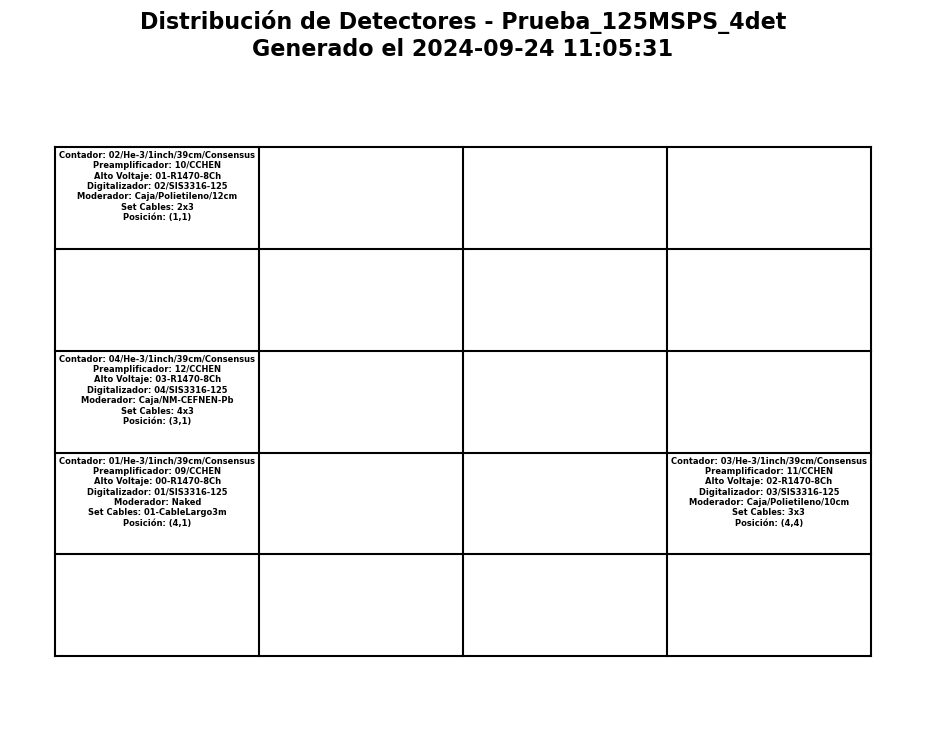 Distribución de Detectores - Prueba_125MSPS_4det
Generado el 2024-09-24 11:05:31
Contador: 02/He-3/1inch/39cm/Consensus
Preamplificador: 10/CCHEN
Alto Voltaje: 01-R1470-8Ch
Digitalizador: 02/SIS3316-125
Moderador: Caja/Polietileno/12cm
Set Cables: 2x3
Posición: (1,1)
Contador: 04/He-3/1inch/39cm/Consensus
Preamplificador: 12/CCHEN
Alto Voltaje: 03-R1470-8Ch
Digitalizador: 04/SIS3316-125
Moderador: Caja/NM-CEFNEN-Pb
Set Cables: 4x3
Posición: (3,1)
Contador: 01/He-3/1inch/39cm/Consensus
Preamplificador: 09/CCHEN
Alto Voltaje: 00-R1470-8Ch
Digitalizador: 01/SIS3316-125
Moderador: Naked
Set Cables: 01-CableLargo3m
Posición: (4,1)
Contador: 03/He-3/1inch/39cm/Consensus
Preamplificador: 11/CCHEN
Alto Voltaje: 02-R1470-8Ch
Digitalizador: 03/SIS3316-125
Moderador: Caja/Polietileno/10cm
Set Cables: 3x3
Posición: (4,4)